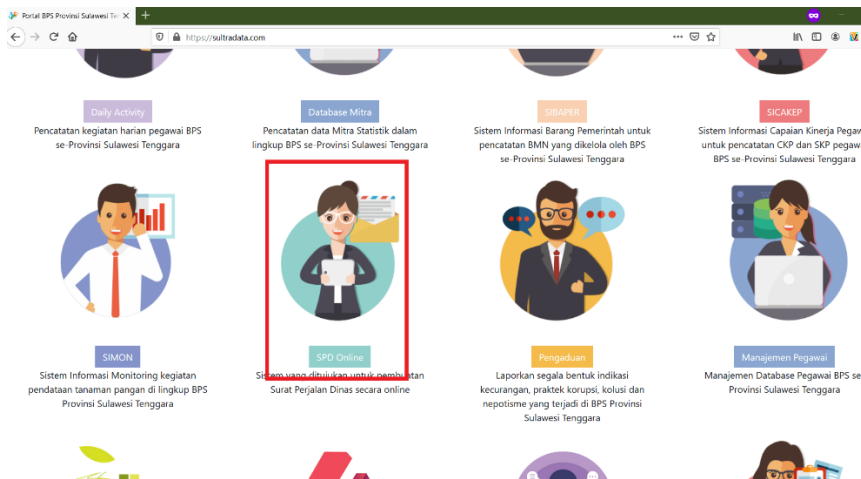 Portal BPS Provinsi Sulawesi Ten
https://sultradata.com
Daily Activity
Pencatatan kegiatan harian pegawai BPS
se-Provinsi Sulawesi Tenggara
Database Mitra
Pencatatan data Mitra Statistik dalam
lingkup BPS se-Provinsi Sulawesi Tenggara
SIBAPER
Sistem Informasi Barang Pemerintah untuk
pencatatan BMN yang dikelola oleh BPS
se-Provinsi Sulawesi Tenggara
SICAKEP
Sistem Informasi Capaian Kinerja Pegaw
untuk pencatatan CKP dan SKP pegaw
BPS se-Provinsi Sulawesi Tenggara
SIMON
Sistem Informasi Monitoring kegiatan
pendataan tanaman pangan di lingkup BPS
Provinsi Sulawesi Tenggara
SPD Online
Sistem yang ditujukan untuk pembuatan
Surat Perjalan Dinas secara online
Pengaduan
Laporkan segala bentuk indikasi
kecurangan, praktek korupsi, kolusi dan
nepotisme yang terjadi di BPS Provinsi
Sulawesi Tenggara
Manajemen Pegawai
Manajemen Database Pegawai BPS se
Provinsi Sulawesi Tenggara